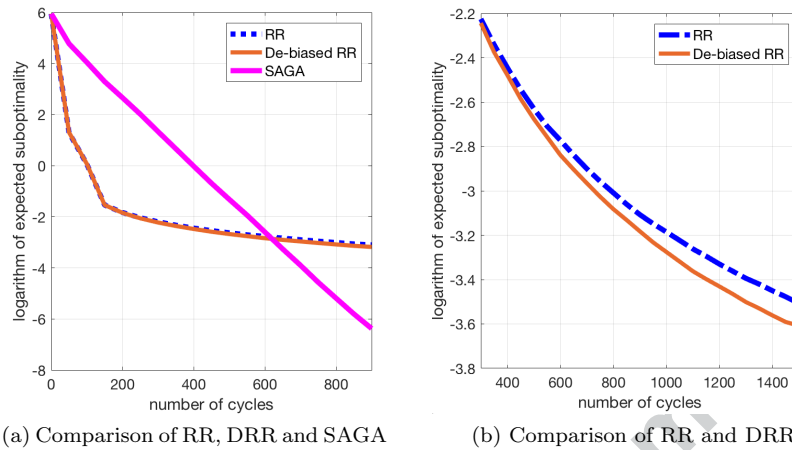 6
4
2
0
-2
-4
-6
-8
0 200 400 600 800
logarithm of expected suboptimality
number of cycles
RR
De-biased RR
SAGA
(a) Comparison of RR, DRR and SAGA
-2.2
-2.4
-2.6
-2.8
-3
-3.2
-3.4
-3.6
-3.8
400 600 800 1000 1200 1400
logarithm of expected suboptimality
number of cycles
RR
De-biased RR
(b) Comparison of RR and DRR